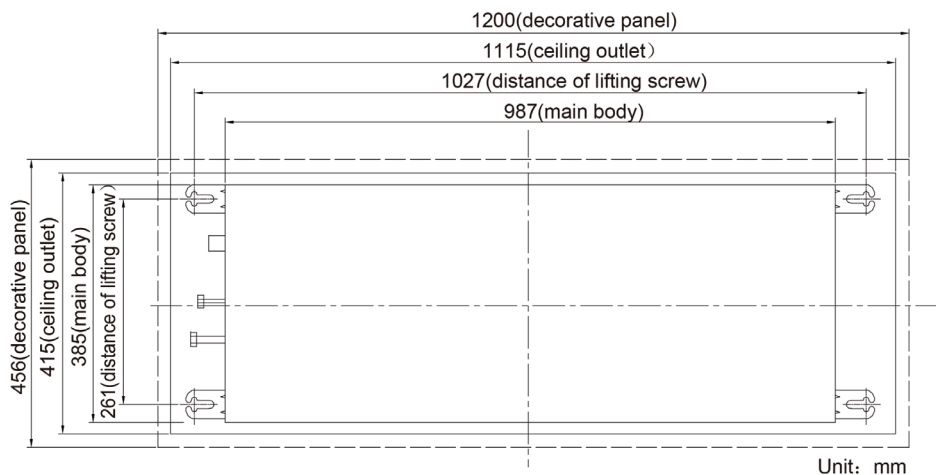 1200(decorative panel)
1115(ceiling outlet）
1027(distance of lifting screw)
987(main body)
456(decorative panel)
415(ceiling outlet)
385(main body)
261(distance of lifting screw）
Unit：mm